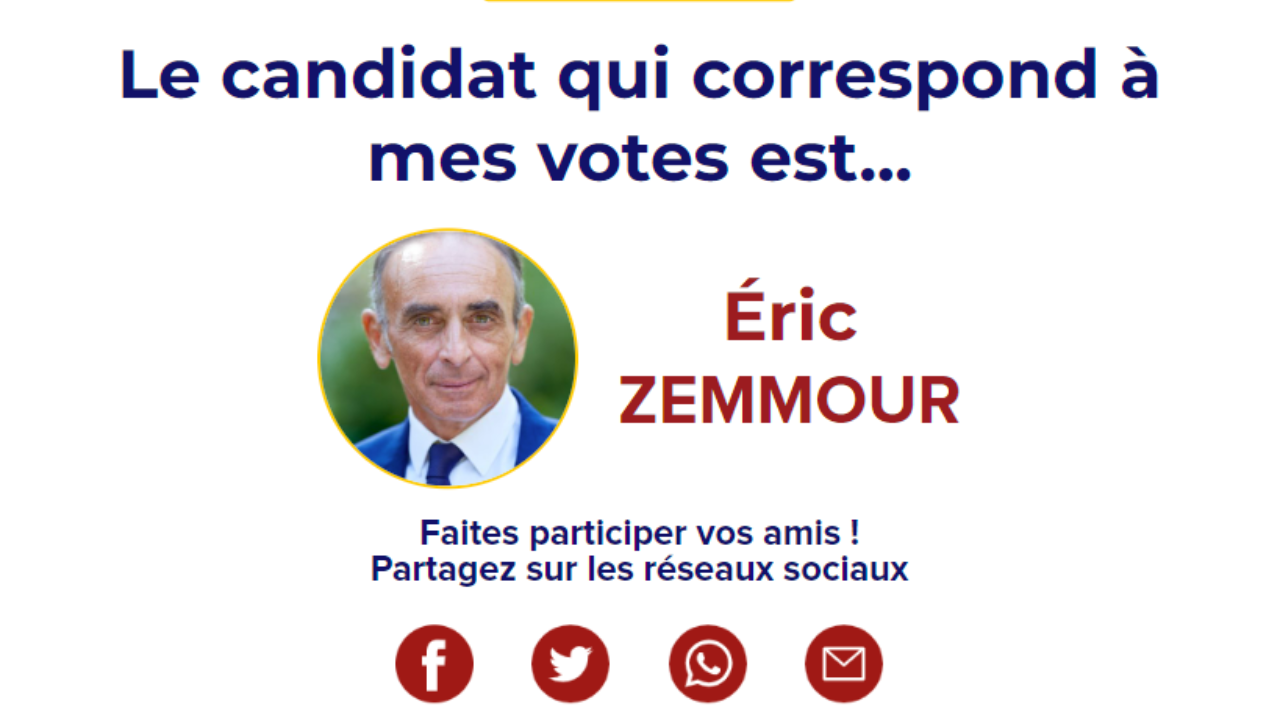 Le candidat qui correspond à
mes votes est...
Éric
ZEMMOUR
Faites participer vos amis !
Partagez sur les réseaux sociaux